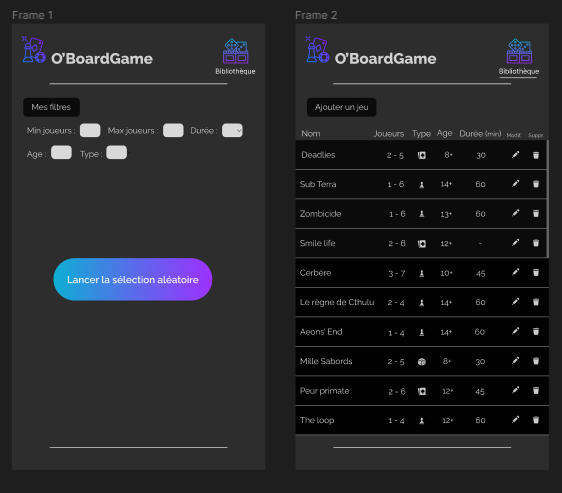 Frame 1
O'BoardGame
Bibliothèque
Mes filtres
Min joueurs : Max joueurs : Durée :
Age : Type :
Lancer la sélection aléatoire
Frame 2
O'BoardGame
Bibliothèque
Ajouter un jeu
Nom Joueurs Type Age Durée (min) Modif. Suppr.
Deadlies 2 - 5 8+ 30
Sub Terra 1 - 6 14+ 60
Zombicide 1 - 6 13+ 60
Smile life 2 - 6 12+ -
Cerbère 3 - 7 10+ 45
Le règne de Cthulu 2 - 4 14+ 60
Aeons' End 1 - 4 14+ 60
Mille Sabords 2 - 5 8+ 30
Peur primate 2 - 6 12+ 45
The loop 1 - 4 12+ 60